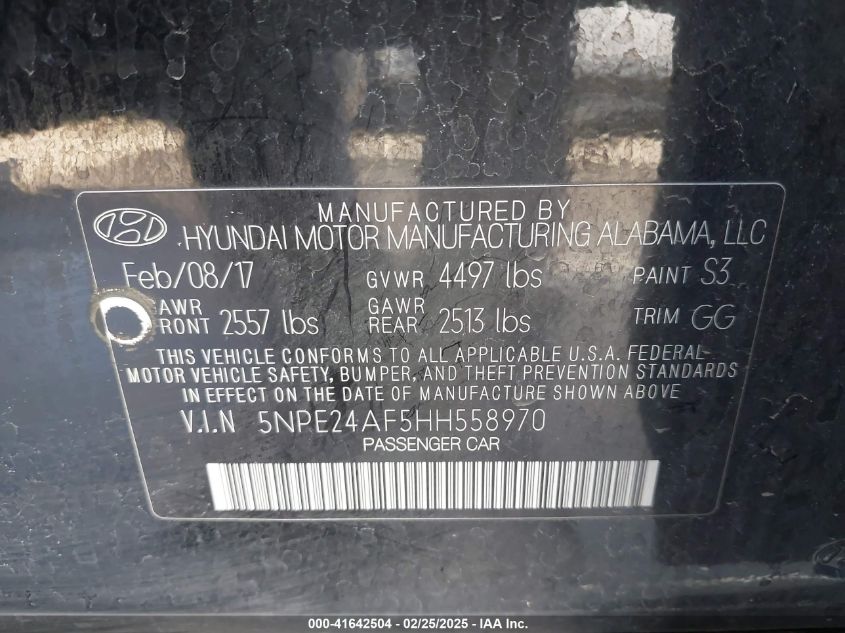 MANUFACTURED BY
HYUNDAI MOTOR MANUFACTURING ALABAMA, LLC
Feb/08/17 GVWR 4497 lbs PAINT S3
GAWR FRONT 2557 lbs GAWR REAR 2513 lbs TRIM GG
THIS VEHICLE CONFORMS TO ALL APPLICABLE U.S.A. FEDERAL
MOTOR VEHICLE SAFETY, BUMPER, AND THEFT PREVENTION STANDARDS
IN EFFECT ON THE DATE OF MANUFACTURE SHOWN ABOVE
V.I.N 5NPE24AF5HH558970
PASSENGER CAR
000-41642504 - 02/25/2025 - IAA Inc.